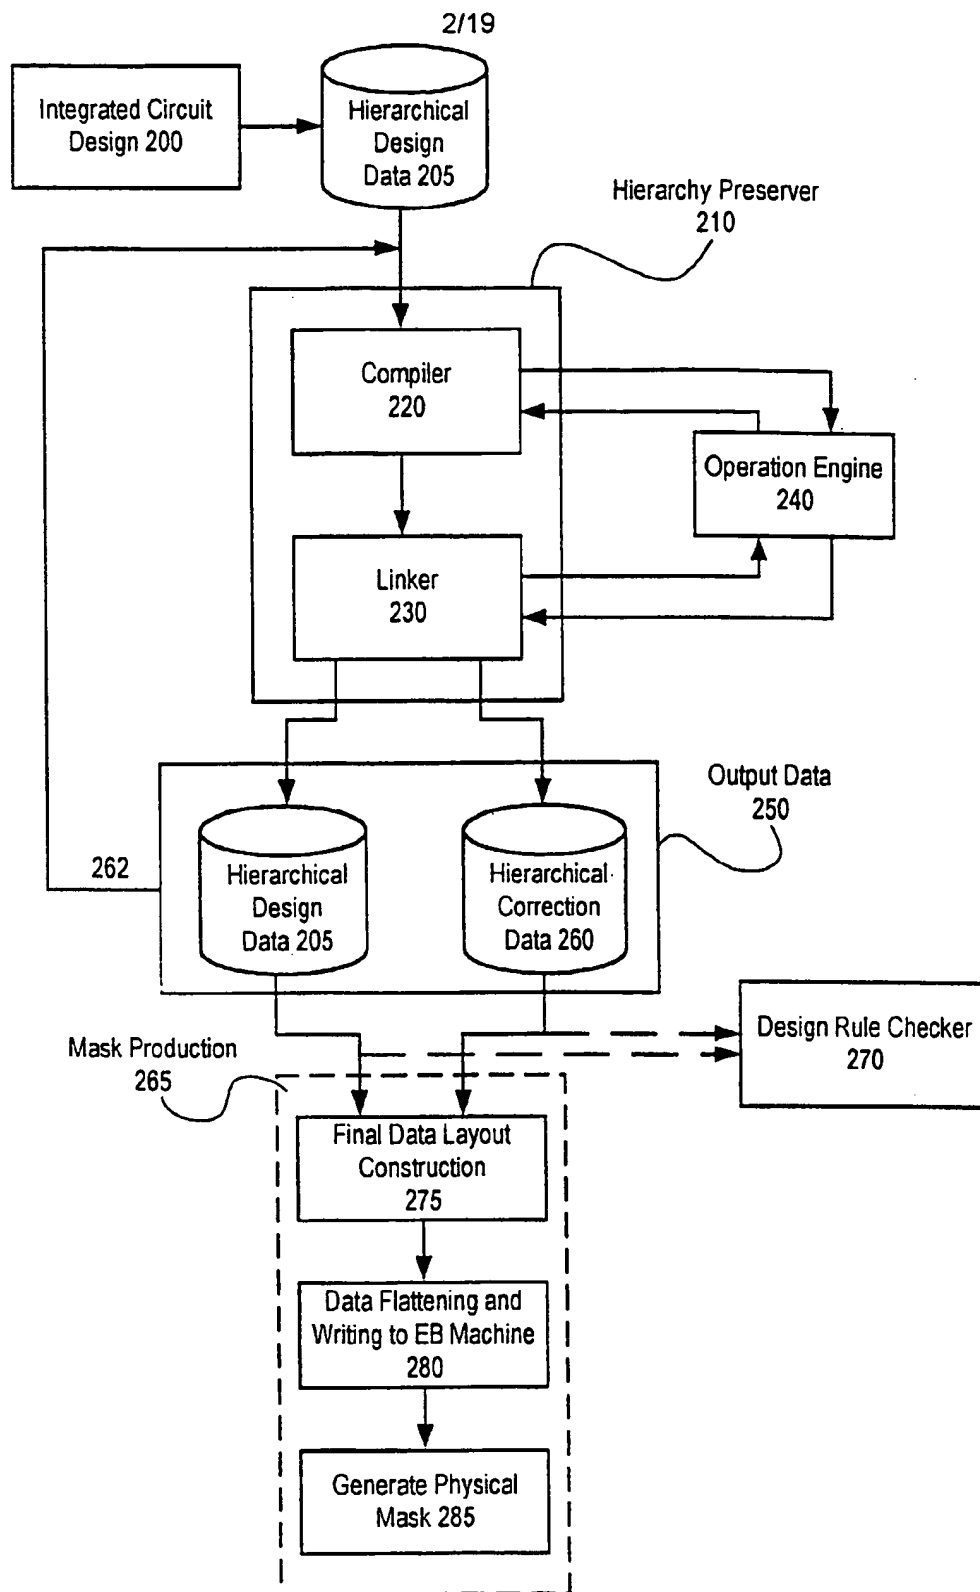 2/19
Integrated Circuit
Design 200
Hierarchical
Design
Data 205
Hierarchy Preserver
210
Compiler
220
Operation Engine
240
Linker
230
Output Data
250
262
Hierarchical
Design
Data 205
Hierarchical
Correction
Data 260
Mask Production
265
Design Rule Checker
270
Final Data Layout
Construction
275
Data Flattening and
Writing to EB Machine
280
Generate Physical
Mask 285